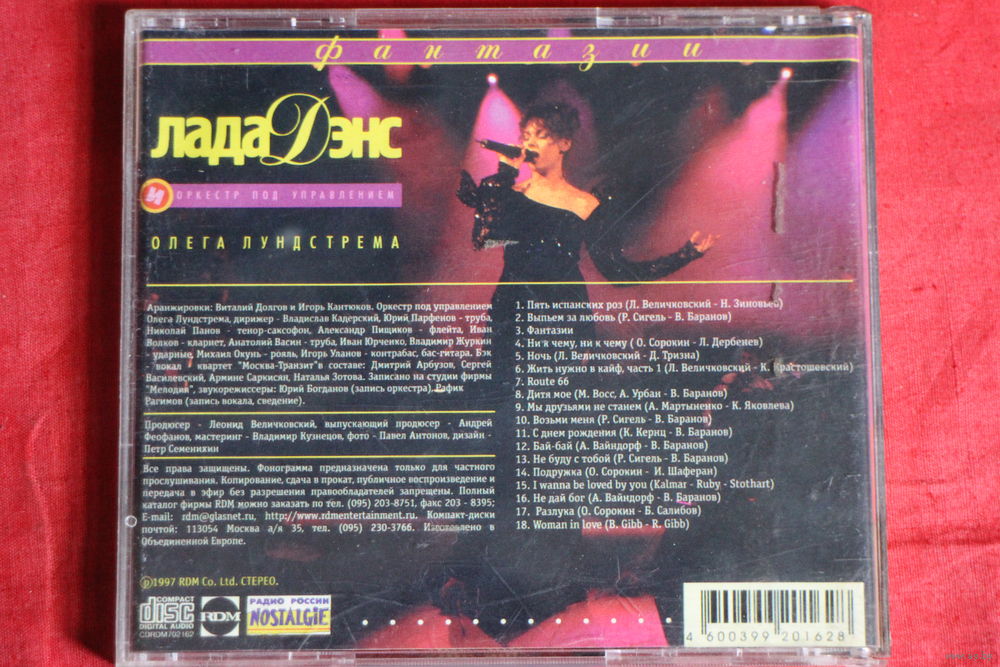 фантазии
лада Дэнс
и ОРКЕСТР ПОД УПРАВЛЕНИЕМ
ОЛЕГА ЛУНДСТРЕМА
Аранжировки: Виталий Долгов и Игорь Кантюков. Оркестр под управлением
Олега Лундстрема, диример - Владислав Кадерский, Юрий Парфенов - труба,
Николай Панов - тенор-саксофон, Александр Пищиков - флейта, Иван
Волков - кларнет, Анатолий Васин - труба, Иван Юрченко, Владимир Журкин
- ударные, Михаил Окунь - рояль, Игорь Уланов - контрабас, бас-гитара. Бэк
- вокал - квартет "Москва-Транзит"в составе: Дмитрий Арбузов, Сергей
Василевский, Армине Саркисян, Наталья Зотова. Записано на студии фирмы
"Мелодия", звукорежиссеры: Юрий Богданов (запись оркестра), Рафик
Рагимов (запись вокала, сведение).
Продюсер - Леонид Величковский, выпускающий продюсер - Андрей
Феофанов, мастеринг - Владимир Кузнецов, фото - Павел Антонов, дизайн -
Петр Семенихин
Все права защищены. Фонограмма предназначена только для частного
прослушивания. Копирование, сдача в прокат, публичное воспроизведение и
передача в эфир без разрешения правообладателей запрещены. Полный
каталог фирмы RDM можно заказать по тел. (095) 203-8751, факс 203 - 8395;
E-mail: rdm@glasnet.ru, http://www.rdmentertainment.ru. Компакт-диски
почтой: 113054 Москва а/я 35, тел. (095) 230-3766. Изготовлено в
Объединенной Европе.
℗1997 RDM Co. Ltd. СТЕРЕО.
COMPACT disc DIGITAL AUDIO
CDRDM702162
RDM
РАДИО РОССИИ
NOSTALGIE
1. Пять испанских роз (Л. Величковский - Н. Зиновьев)
2. Выпьем за любовь (Р. Сигель - В. Баранов)
3. Фантазии
4. Ни к чему, ни к чему ( О. Сорокин - Л. Дербенев)
5. Ночь (Л. Величковский - Д. Тризна)
6. Жить нужно в кайф, часть 1 (Л. Величковский - К. Крастошевский)
7. Route 66
8. Дитя мое (М. Восс, А. Урбан - В. Баранов)
9. Мы друзьями не станем (А. Мартыненко - К. Яковлева)
10. Возьми меня (Р. Сигель - В. Баранов)
11. С днем рождения (К. Кернц - В. Баранов)
12. Бай-бай (А. Вайндорф - В. Баранов)
13. Не буду с тобой (Р. Сигель - В. Баранов)
14. Подружка (О. Сорокин - И. Шаферан)
15. I wanna be loved by you (Kalmar - Ruby - Stothart)
16. Не дай бог (А. Вайндорф - В. Баранов)
17. Разлука (О. Сорокин - Б. Салибов)
18. Woman in love (B. Gibb - R. Gibb)
4 600399 201628